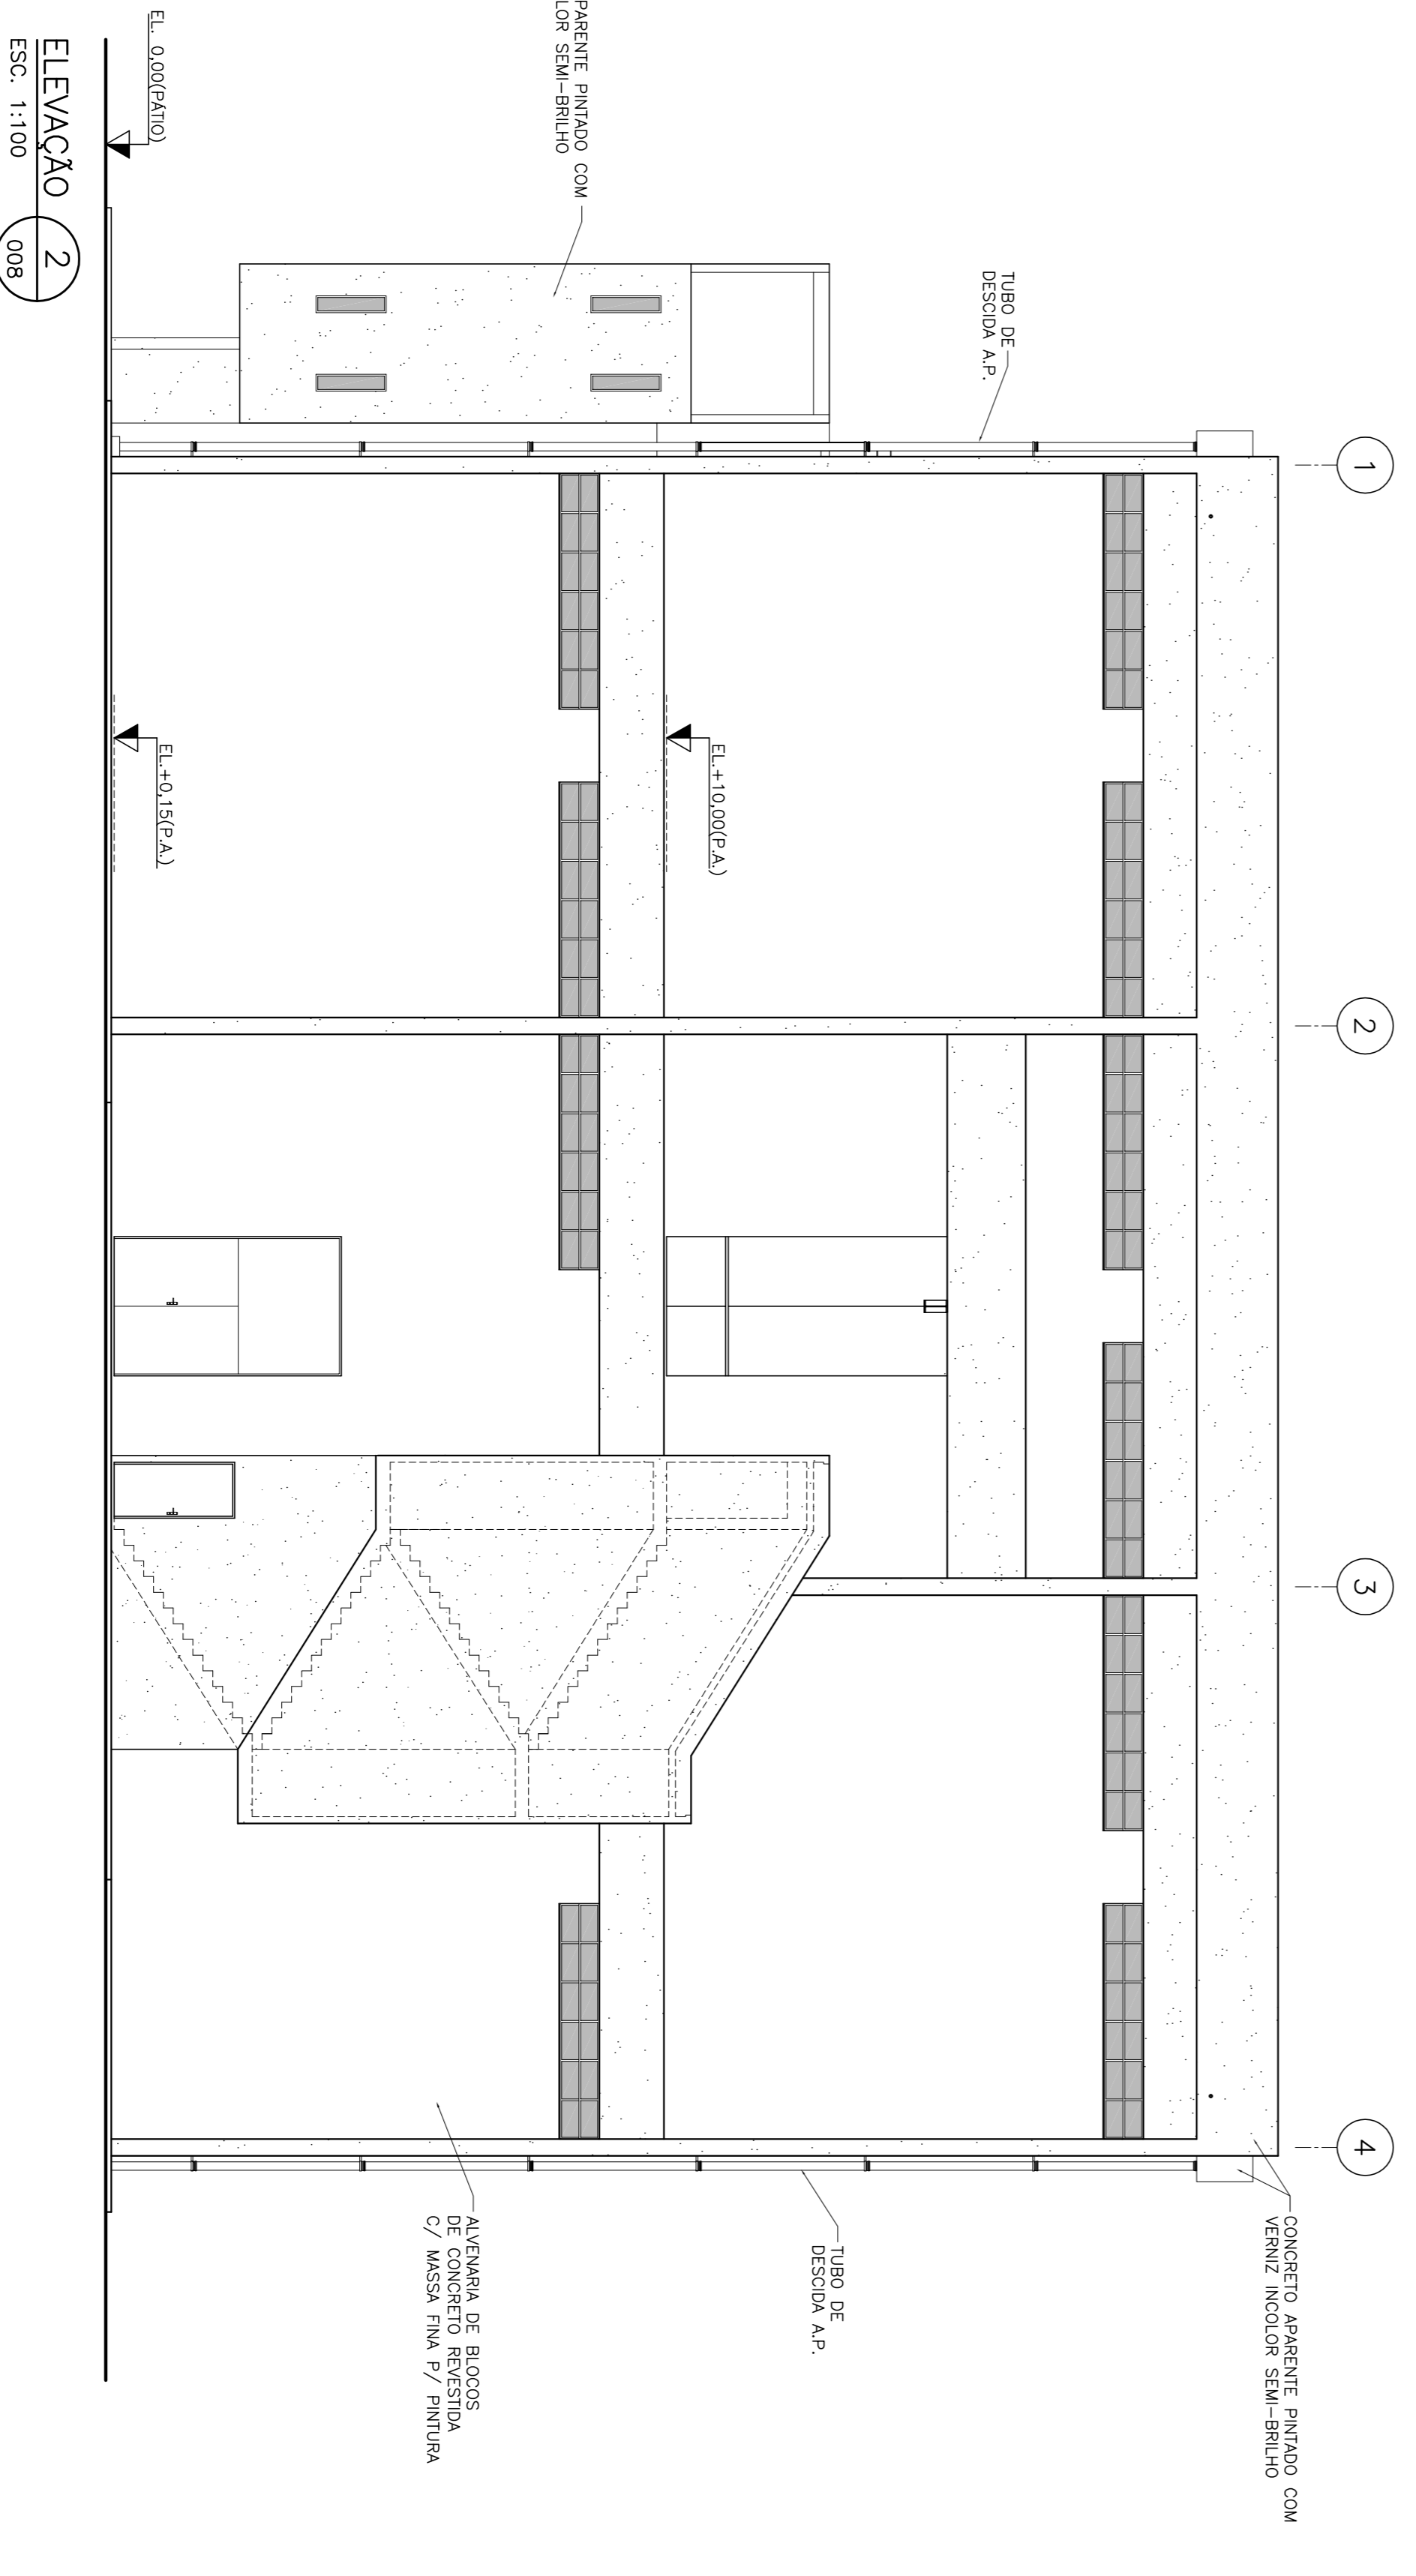 1
2
3
4
CONCRETO APARENTE PINTADO COM
VERNIZ INCOLOR SEMI-BRILHO
TUBO DE
DESCIDA A.P.
TUBO DE
DESCIDA A.P.
EL.+10,00(P.A.)
PARENTE PINTADO COM
LOR SEMI-BRILHO
ALVENARIA DE BLOCOS
DE CONCRETO REVESTIDA
C/ MASSA FINA P/ PINTURA
EL.+0,15(P.A.)
EL. 0,00(PÁTIO)
ELEVAÇÃO 2
ESC. 1:100 008